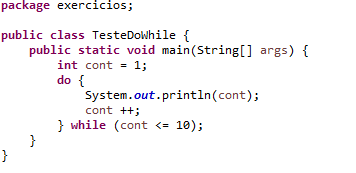 package exercicios;

public class TesteDoWhile {
    public static void main(String[] args) {
        int cont = 1;
        do {
            System.out.println(cont);
            cont ++;
        } while (cont <= 10);
    }
}